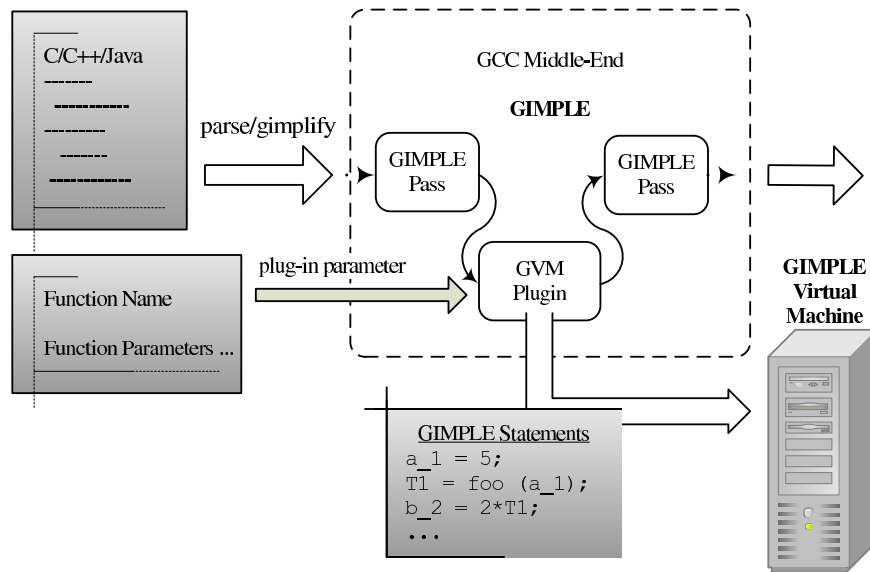 C/C++/Java
parse/gimplify
GCC Middle-End
GIMPLE
GIMPLE
Pass
GIMPLE
Pass
Function Name
Function Parameters ...
plug-in parameter
GVM
Plugin
GIMPLE
Virtual
Machine
GIMPLE Statements
a_1 = 5;
T1 = foo (a_1);
b_2 = 2*T1;
...